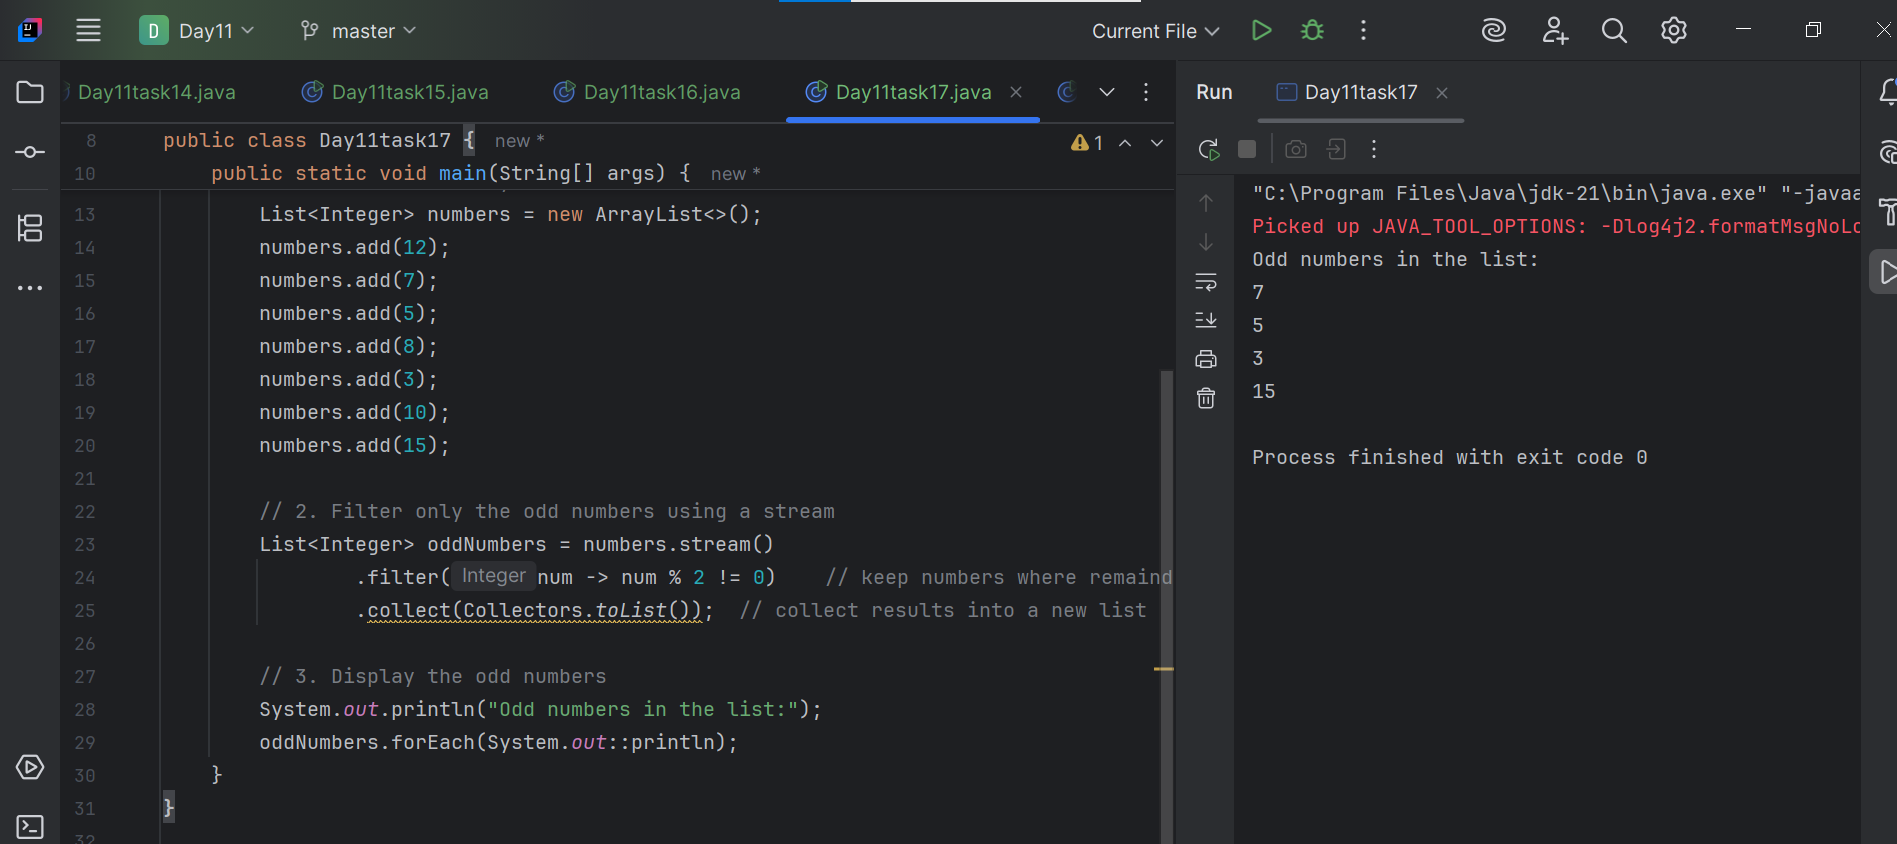 D Day11 master Current File
Day11task14.java Day11task15.java Day11task16.java Day11task17.java
Run Day11task17
8 public class Day11task17 { new *
1
10 public static void main(String[] args) { new *
13 List<Integer> numbers = new ArrayList<>();
14 numbers.add(12);
15 numbers.add(7);
16 numbers.add(5);
17 numbers.add(8);
18 numbers.add(3);
19 numbers.add(10);
20 numbers.add(15);
21
22 // 2. Filter only the odd numbers using a stream
23 List<Integer> oddNumbers = numbers.stream()
24 .filter( Integer num -> num % 2 != 0) // keep numbers where remaind
25 .collect(Collectors.toList()); // collect results into a new list
26
27 // 3. Display the odd numbers
28 System.out.println("Odd numbers in the list:");
29 oddNumbers.forEach(System.out::println);
30 }
31 }
32
"C:\Program Files\Java\jdk-21\bin\java.exe" "-javaa
Picked up JAVA_TOOL_OPTIONS: -Dlog4j2.formatMsgNoLo
Odd numbers in the list:
7
5
3
15
Process finished with exit code 0